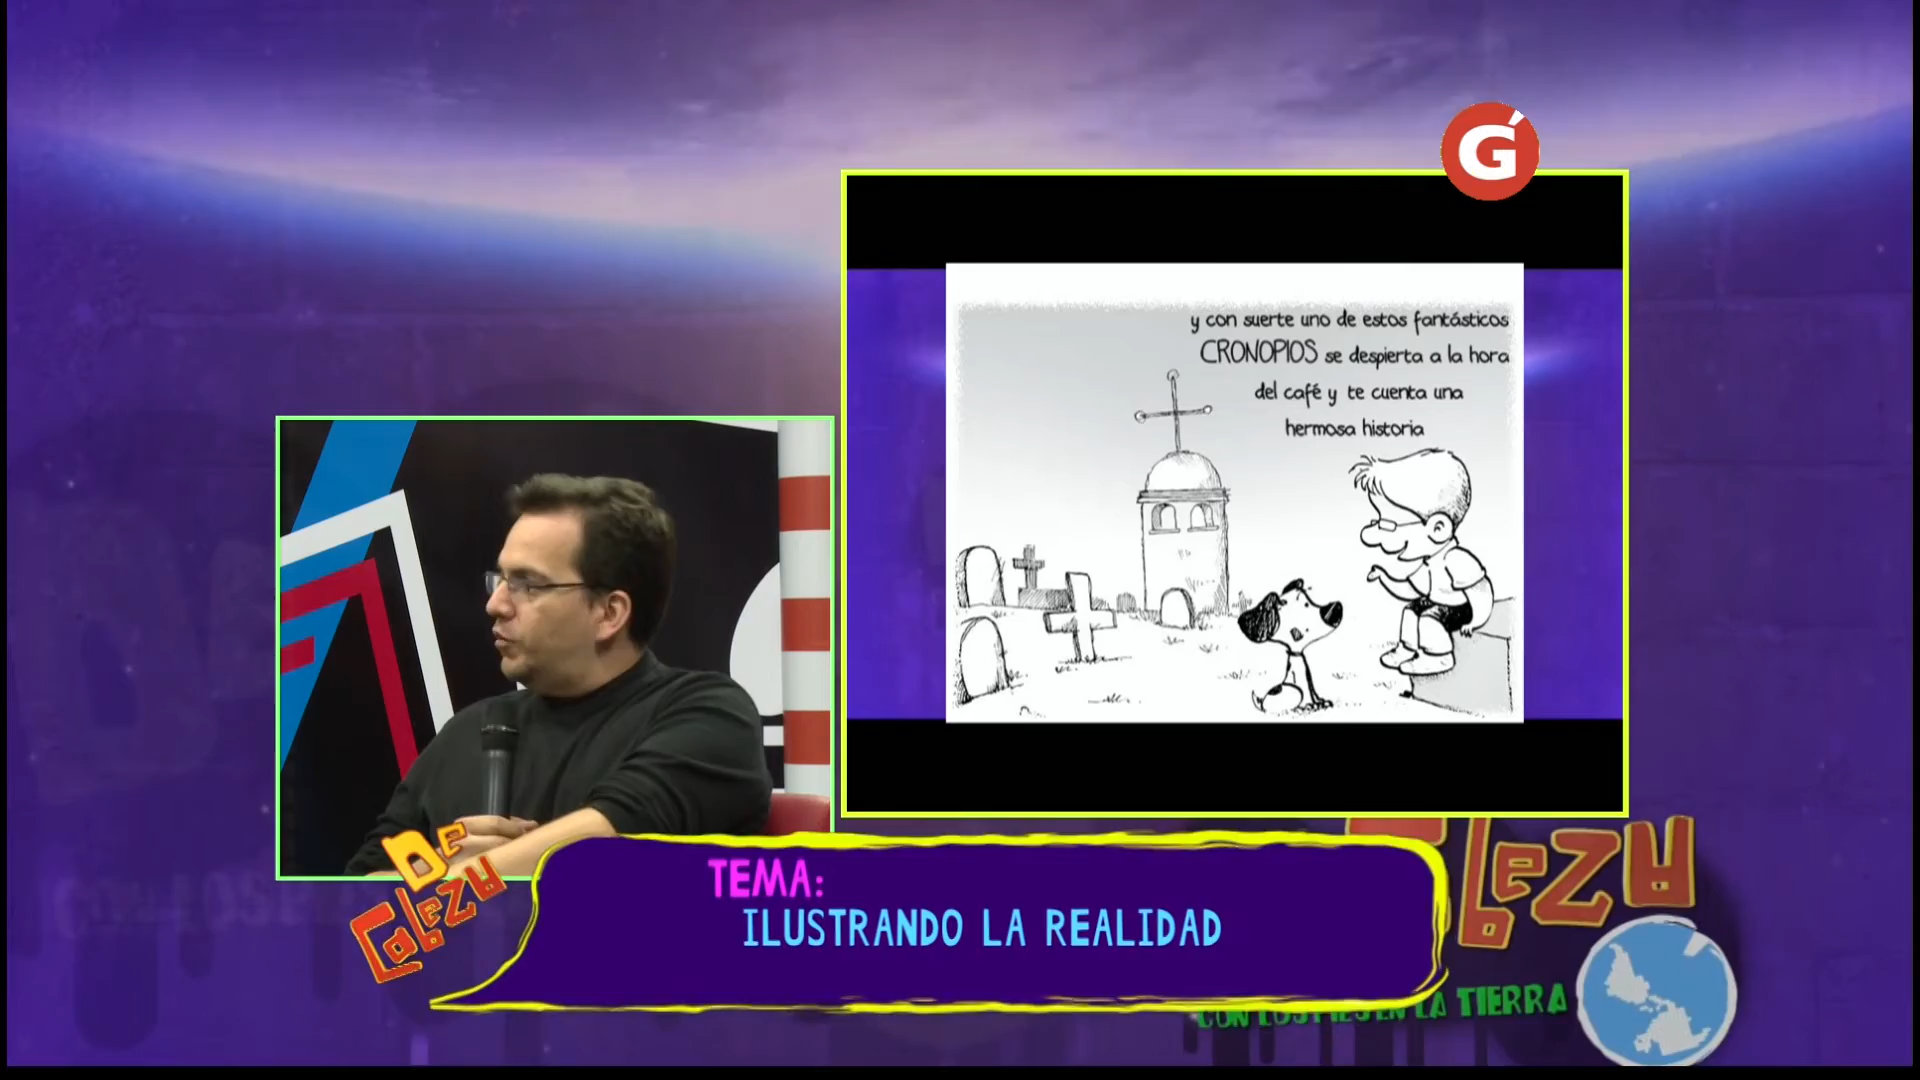 G
y con suerte uno de estos fantásticos
CRONOPIOS se despierta a la hora
del café y te cuenta una
hermosa historia
De
Cabeza
TEMA:
ILUSTRANDO LA REALIDAD
beza
CON LOS PIES EN LA TIERRA